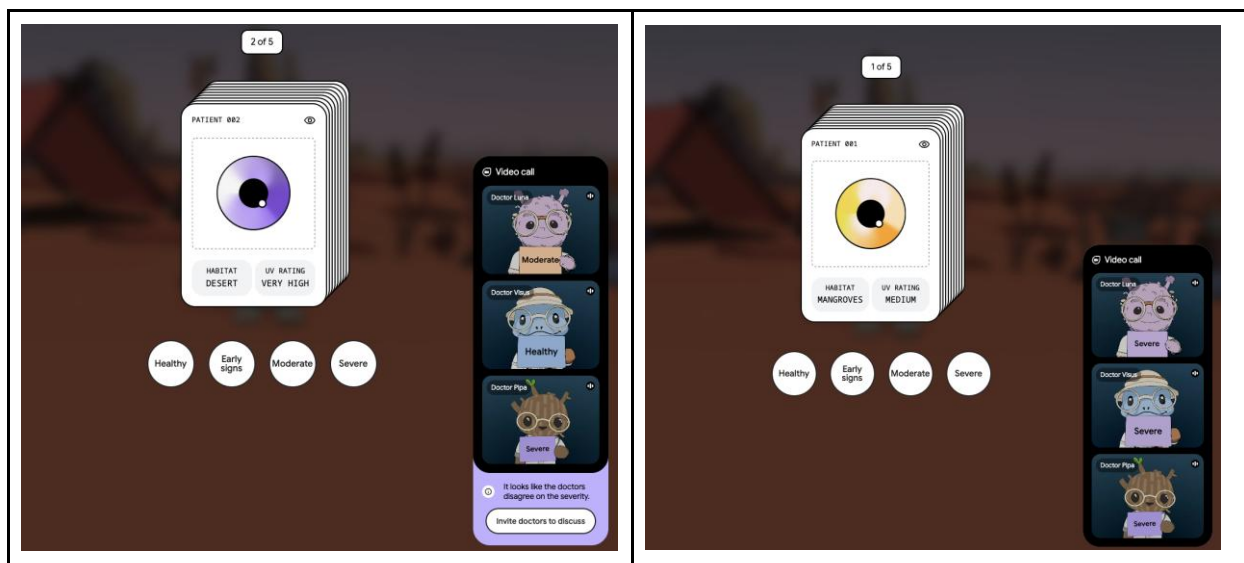 2 of 5
PATIENT 002
HABITAT
DESERT
UV RATING
VERY HIGH
Healthy
Early
signs
Moderate
Severe
Video call
Doctor Luna
Moderate
Doctor Visus
Healthy
Doctor Pipa
Severe
It looks like the doctors
disagree on the severity.
Invite doctors to discuss
1 of 5
PATIENT 001
HABITAT
MANGROVES
UV RATING
MEDIUM
Healthy
Early
signs
Moderate
Severe
Video call
Doctor Luna
Severe
Doctor Visus
Severe
Doctor Pipa
Severe